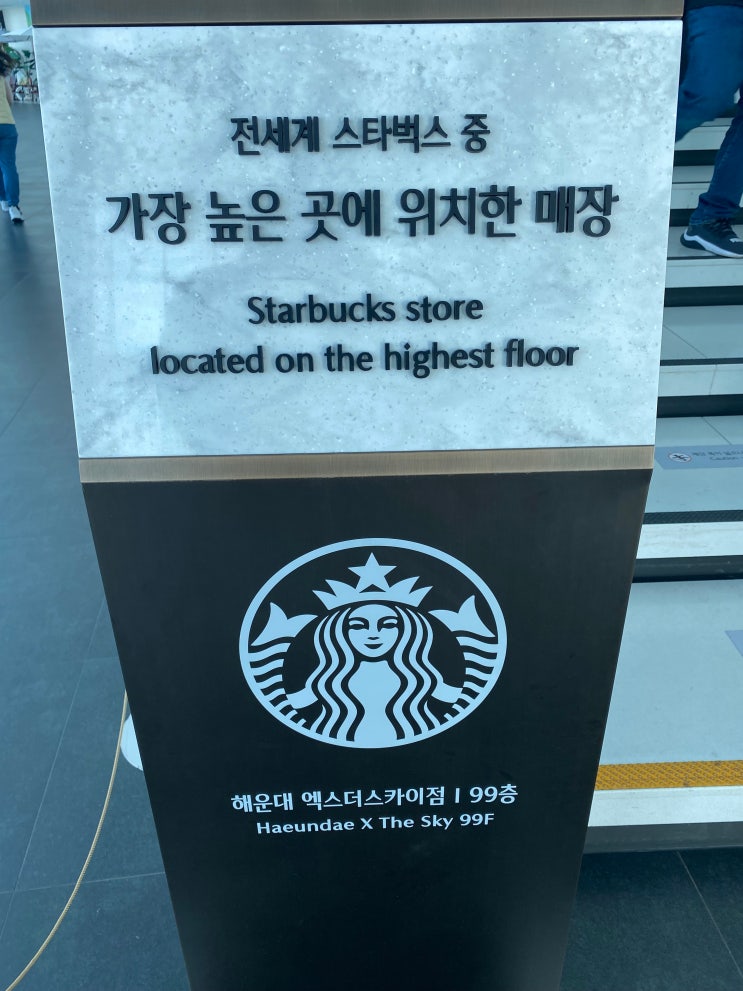 전세계 스타벅스 중
가장 높은 곳에 위치한 매장
Starbucks store
located on the highest floor
해운대 엑스더스카이점 | 99층
Haeundae X The Sky 99F